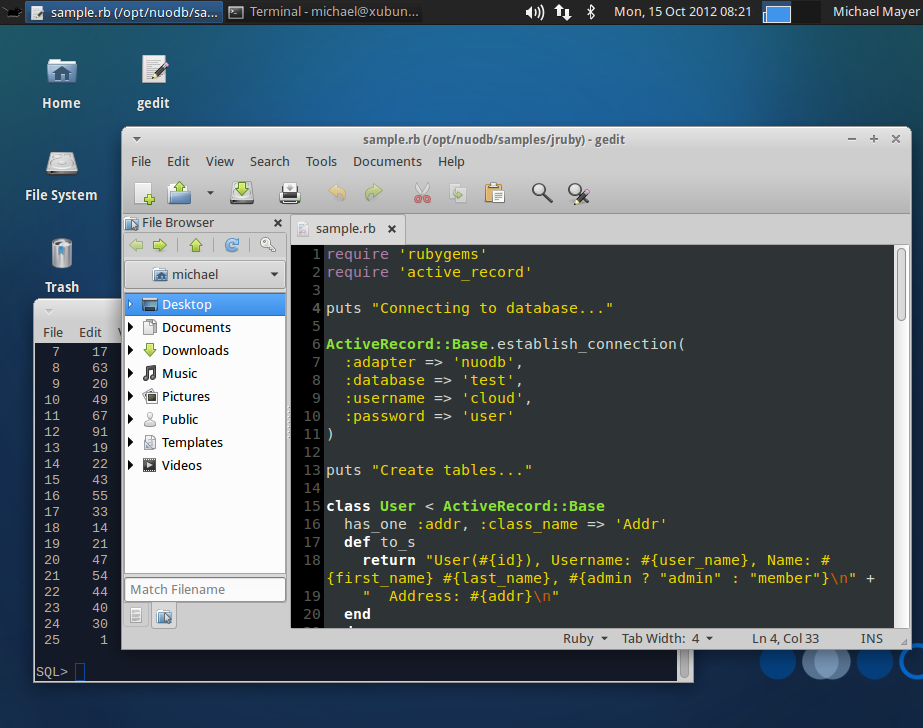 sample.rb (/opt/nuodb/sa...
Terminal - michael@xubun...
Mon, 15 Oct 2012 08:21
Michael Mayer
Home
gedit
File System
Trash
sample.rb (/opt/nuodb/samples/jruby) - gedit
File Edit View Search Tools Documents Help
File Browser
michael
Desktop
Documents
Downloads
Music
Pictures
Public
Templates
Videos
Match Filename
sample.rb
1 require 'rubygems'
2 require 'active_record'
3
4 puts "Connecting to database..."
5
6 ActiveRecord::Base.establish_connection(
7 :adapter => 'nuodb',
8 :database => 'test',
9 :username => 'cloud',
10 :password => 'user'
11 )
12
13 puts "Create tables..."
14
15 class User < ActiveRecord::Base
16 has_one :addr, :class_name => 'Addr'
17 def to_s
18 return "User(#{id}), Username: #{user_name}, Name: #
{first_name} #{last_name}, #{admin ? "admin" : "member"}\n" +
19 " Address: #{addr}\n"
20 end
Ruby Tab Width: 4 Ln 4, Col 33 INS
File Edit
7 17
8 63
9 20
10 49
11 67
12 91
13 19
14 22
15 43
16 55
17 33
18 14
19 21
20 47
21 54
22 44
23 40
24 30
25 1
SQL>